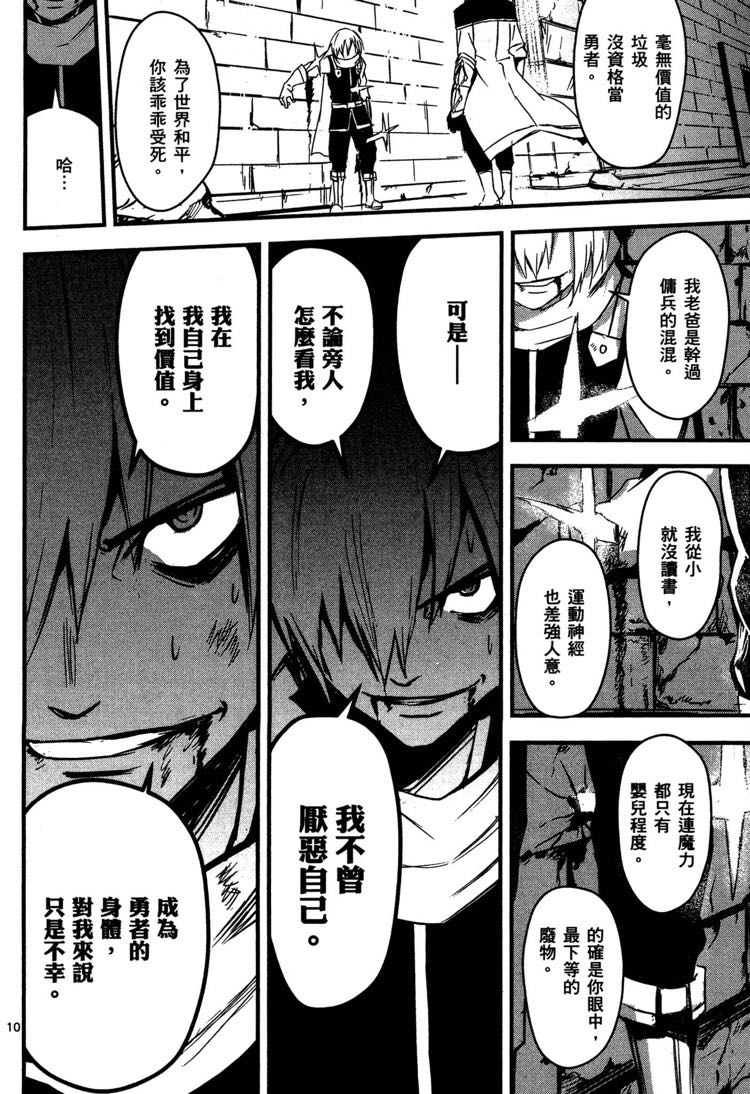 毫無價值的
垃圾
沒資格當
勇者。
為了世界和平，
你該乖乖受死。
哈…
我老爸是幹過
傭兵的混混。
我從小
就沒讀書，
運動神經
也差強人意。
現在連魔力
都只有
嬰兒程度。
的確是你眼中，
最下等的
廢物。
可是——
不論旁人
怎麼看我，
我不曾
厭惡自己。
我在
我自己身上
找到價值。
成為
勇者的
身體，
對我來說
只是不幸。
10